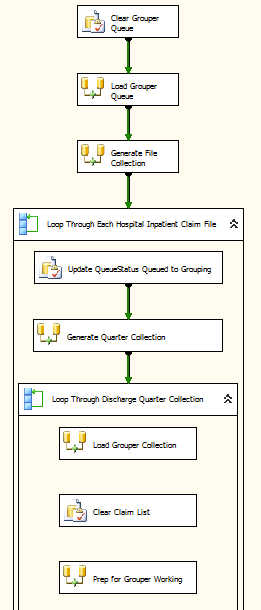 Clear Grouper
Queue
Load Grouper
Queue
Generate File
Collection
Loop Through Each Hospital Inpatient Claim File
Update QueueStatus Queued to Grouping
Generate Quarter Collection
Loop Through Discharge Quarter Collection
Load Grouper Collection
Clear Claim List
Prep for Grouper Working